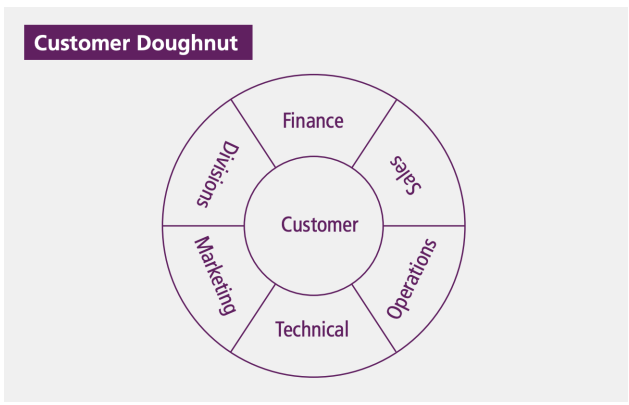 Customer Doughnut
Finance
Sales
Operations
Technical
Marketing
Divisions
Customer